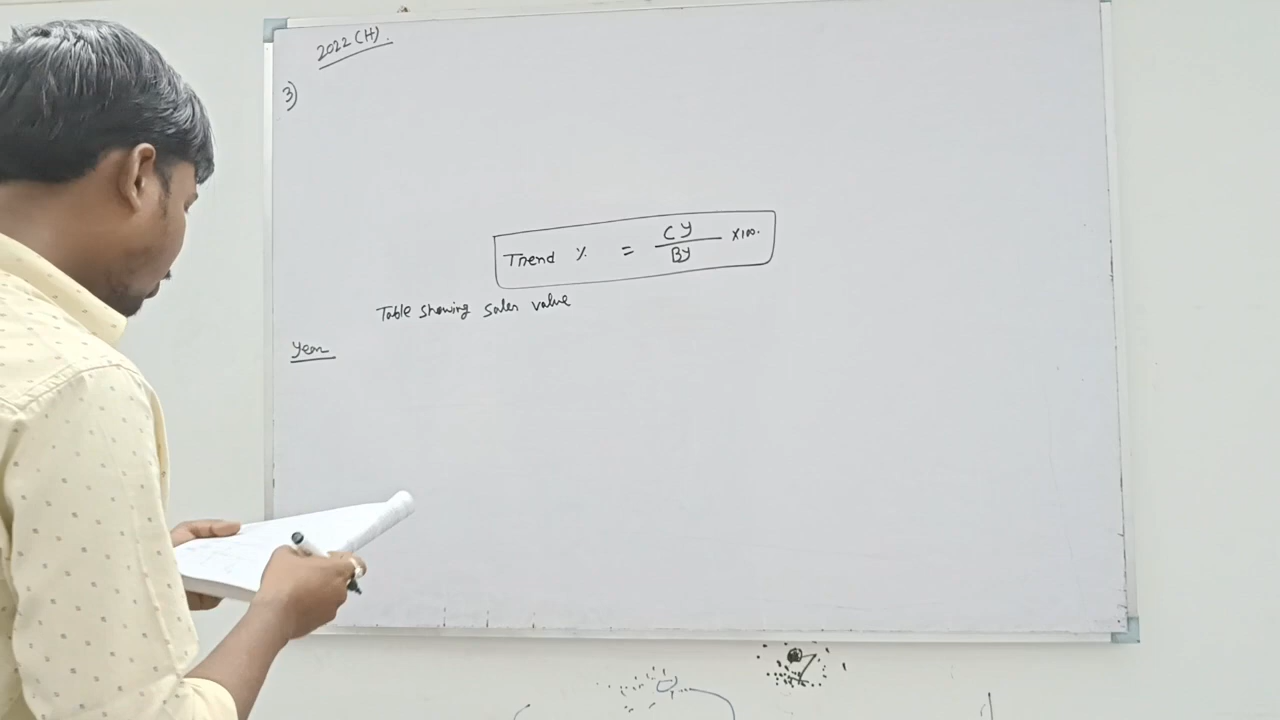 2022 (H).
3)
Trend % = CY/BY ×100.
Table showing sales value
Year